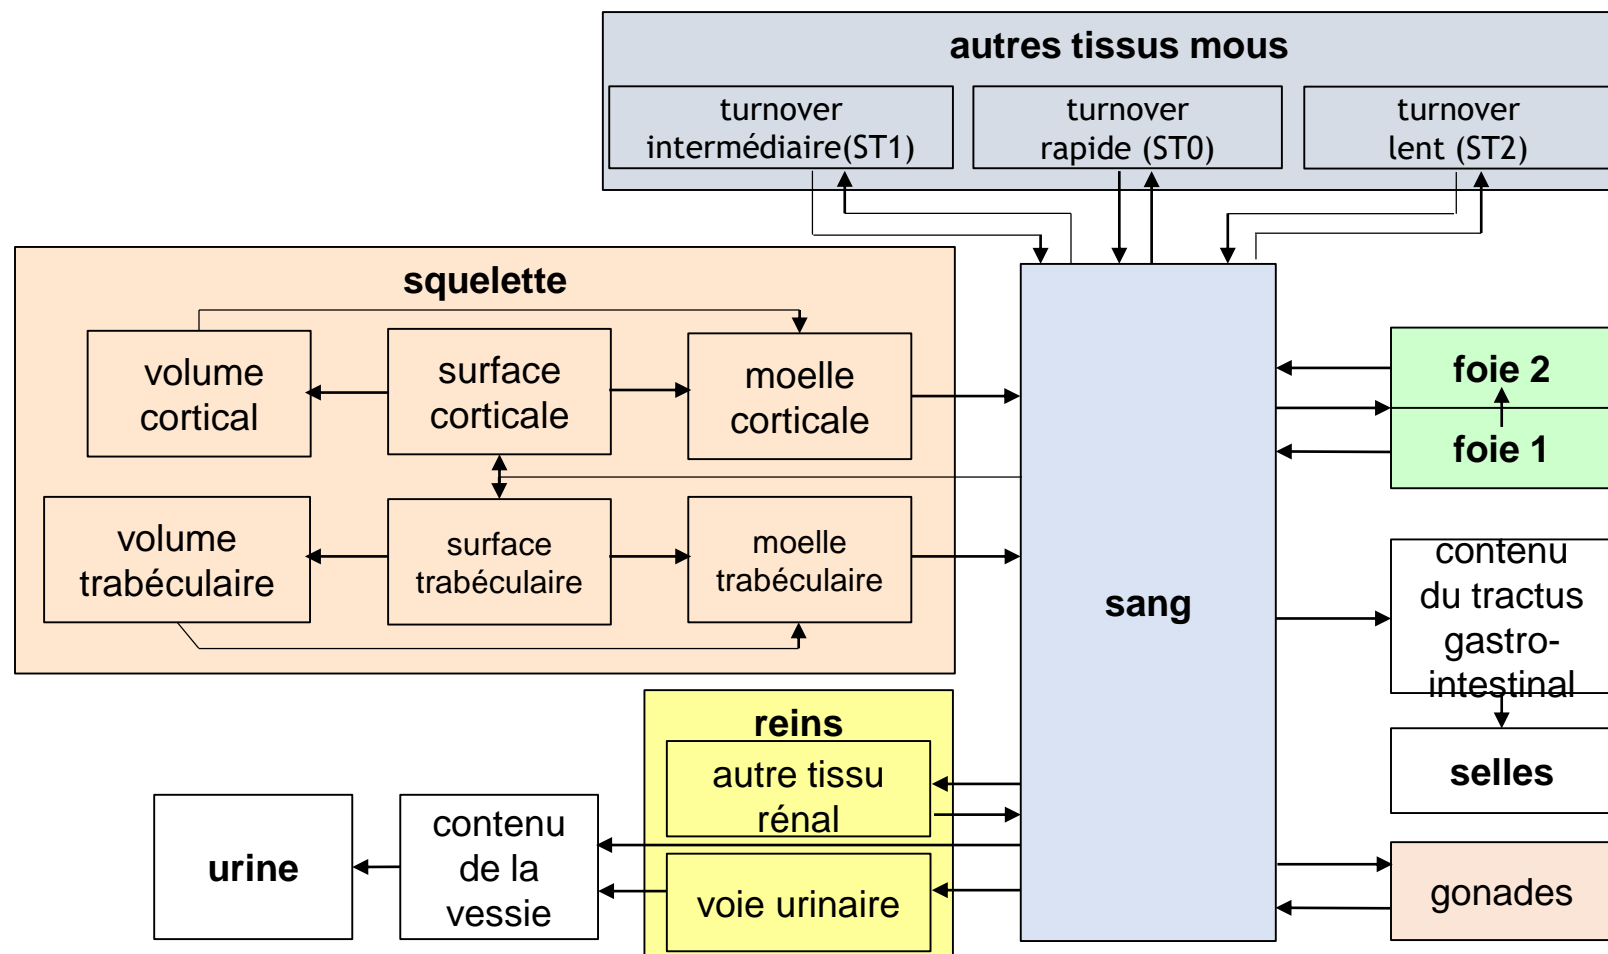 autres tissus mous
turnover
intermédiaire(ST1)
turnover
rapide (ST0)
turnover
lent (ST2)
squelette
volume
cortical
surface
corticale
moelle
corticale
volume
trabéculaire
surface
trabéculaire
moelle
trabéculaire
sang
foie 2
foie 1
contenu
du tractus
gastro-
intestinal
selles
reins
autre tissu
rénal
voie urinaire
contenu
de la
vessie
urine
gonades